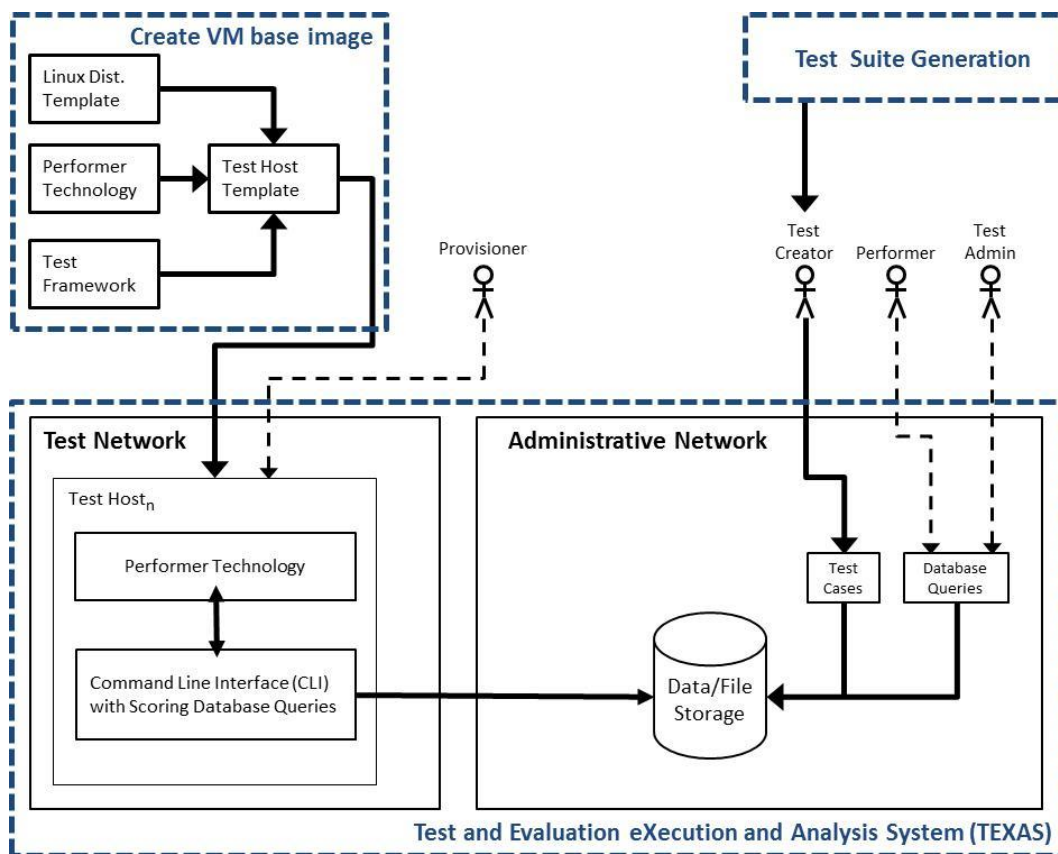 Create VM base image
Linux Dist.
Template
Performer
Technology
Test Host
Template
Test
Framework
Test Suite Generation
Provisioner
Test
Creator
Performer
Test
Admin
Test Network
Test Hostn
Performer Technology
Command Line Interface (CLI)
with Scoring Database Queries
Administrative Network
Test
Cases
Database
Queries
Data/File
Storage
Test and Evaluation eXecution and Analysis System (TEXAS)